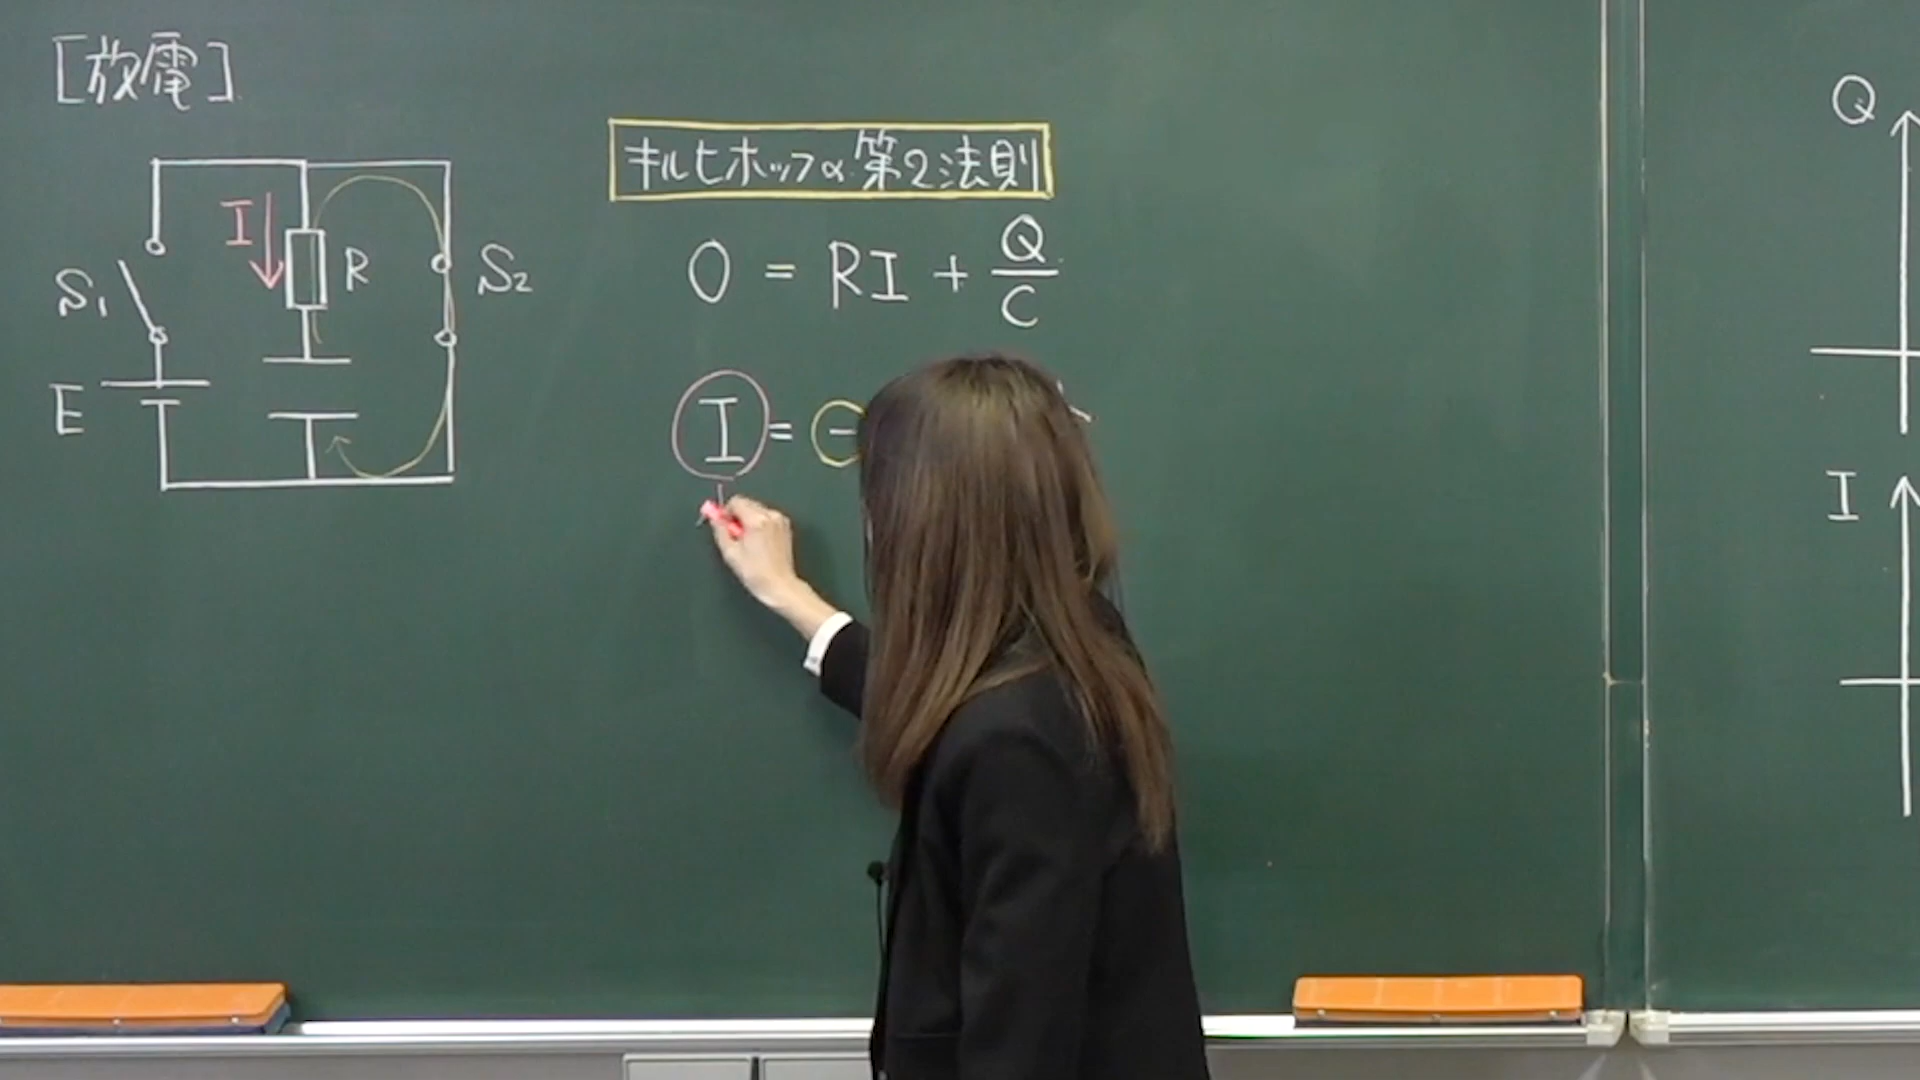 [放電]
I
R
S₁
S₂
E
キルヒホッフの第2法則
0 = RI + Q/C
I = -
Q
I